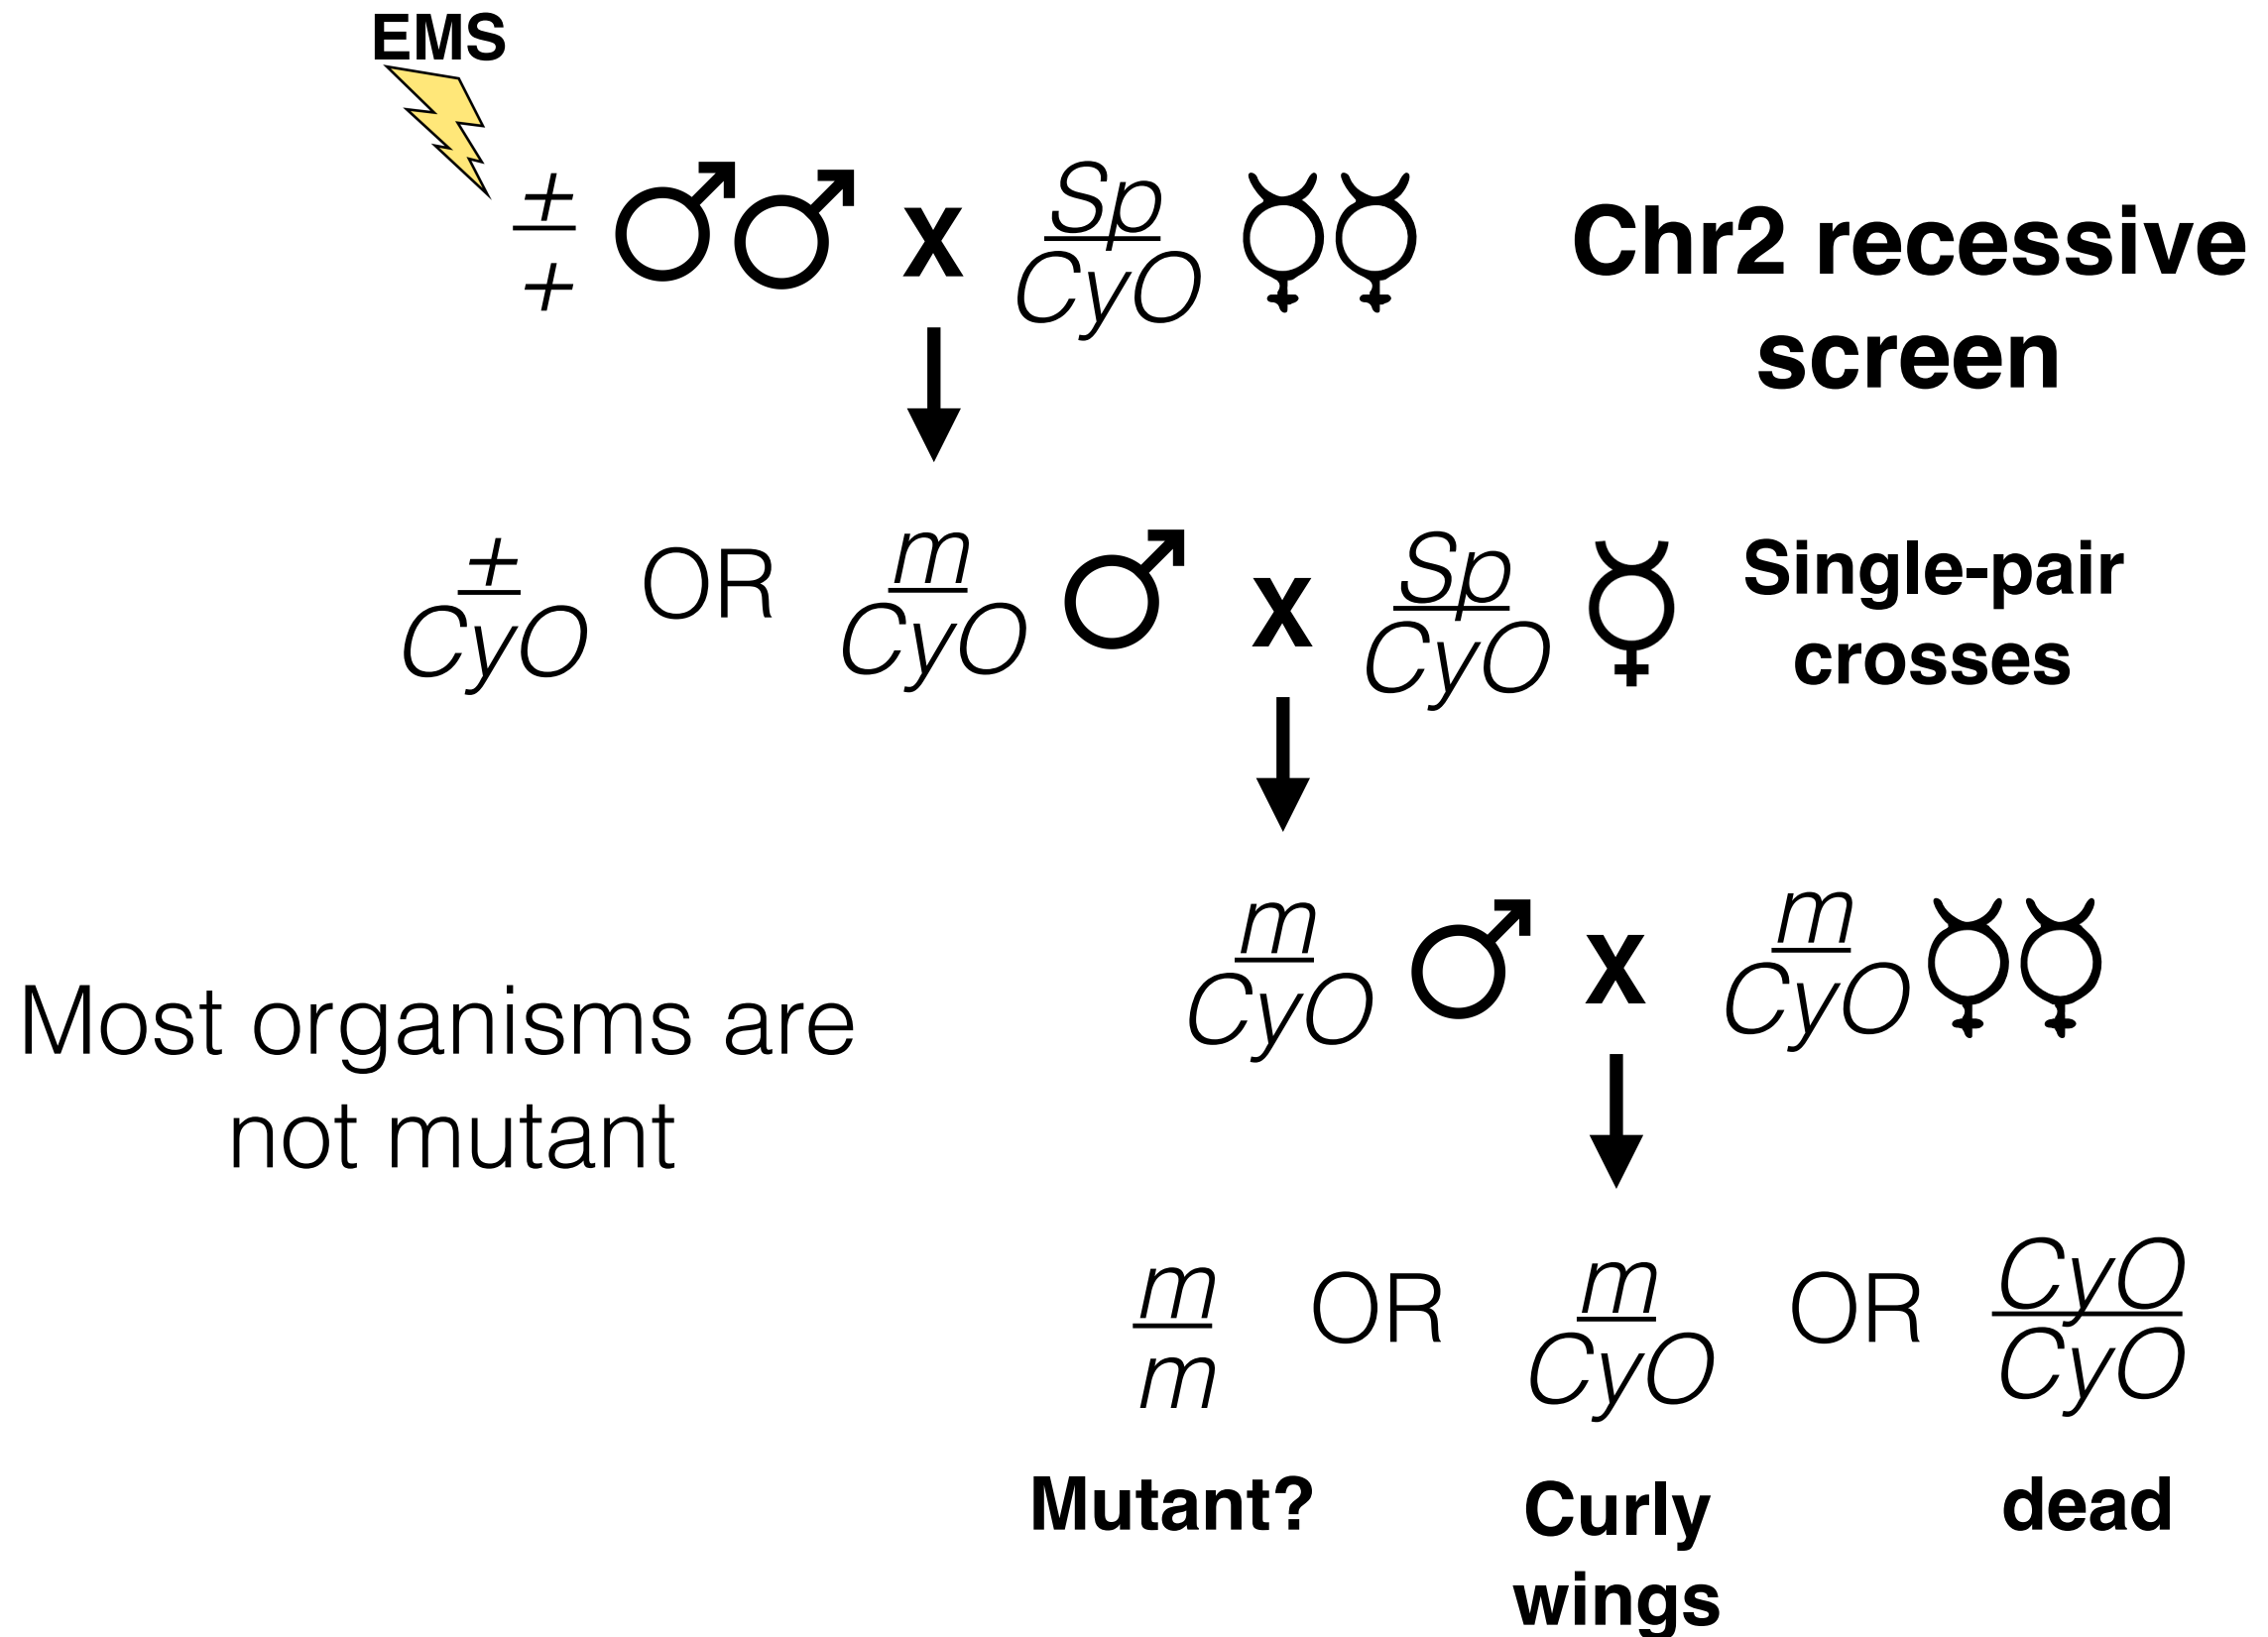 EMS
+
+
x
Sp
CyO
Chr2 recessive
screen
+
CyO
OR
m
CyO
x
Sp
CyO
Single-pair
crosses
m
CyO
x
m
CyO
Most organisms are
not mutant
m
m
OR
m
CyO
OR
CyO
CyO
Mutant?
Curly
wings
dead